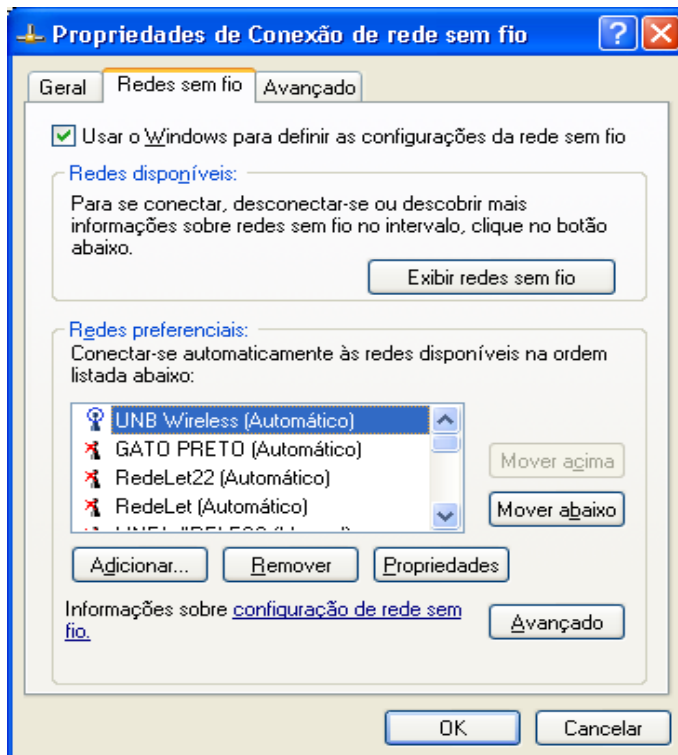 Propriedades de Conexão de rede sem fio
Geral Redes sem fio Avançado
Usar o Windows para definir as configurações da rede sem fio
Redes disponíveis:
Para se conectar, desconectar-se ou descobrir mais
informações sobre redes sem fio no intervalo, clique no botão
abaixo.
Exibir redes sem fio
Redes preferenciais:
Conectar-se automaticamente às redes disponíveis na ordem
listada abaixo:
UNB Wireless (Automático)
GATO PRETO (Automático)
RedeLet22 (Automático)
RedeLet (Automático)
Mover acima
Mover abaixo
Adicionar... Remover Propriedades
Informações sobre configuração de rede sem
fio.
Avançado
OK Cancelar